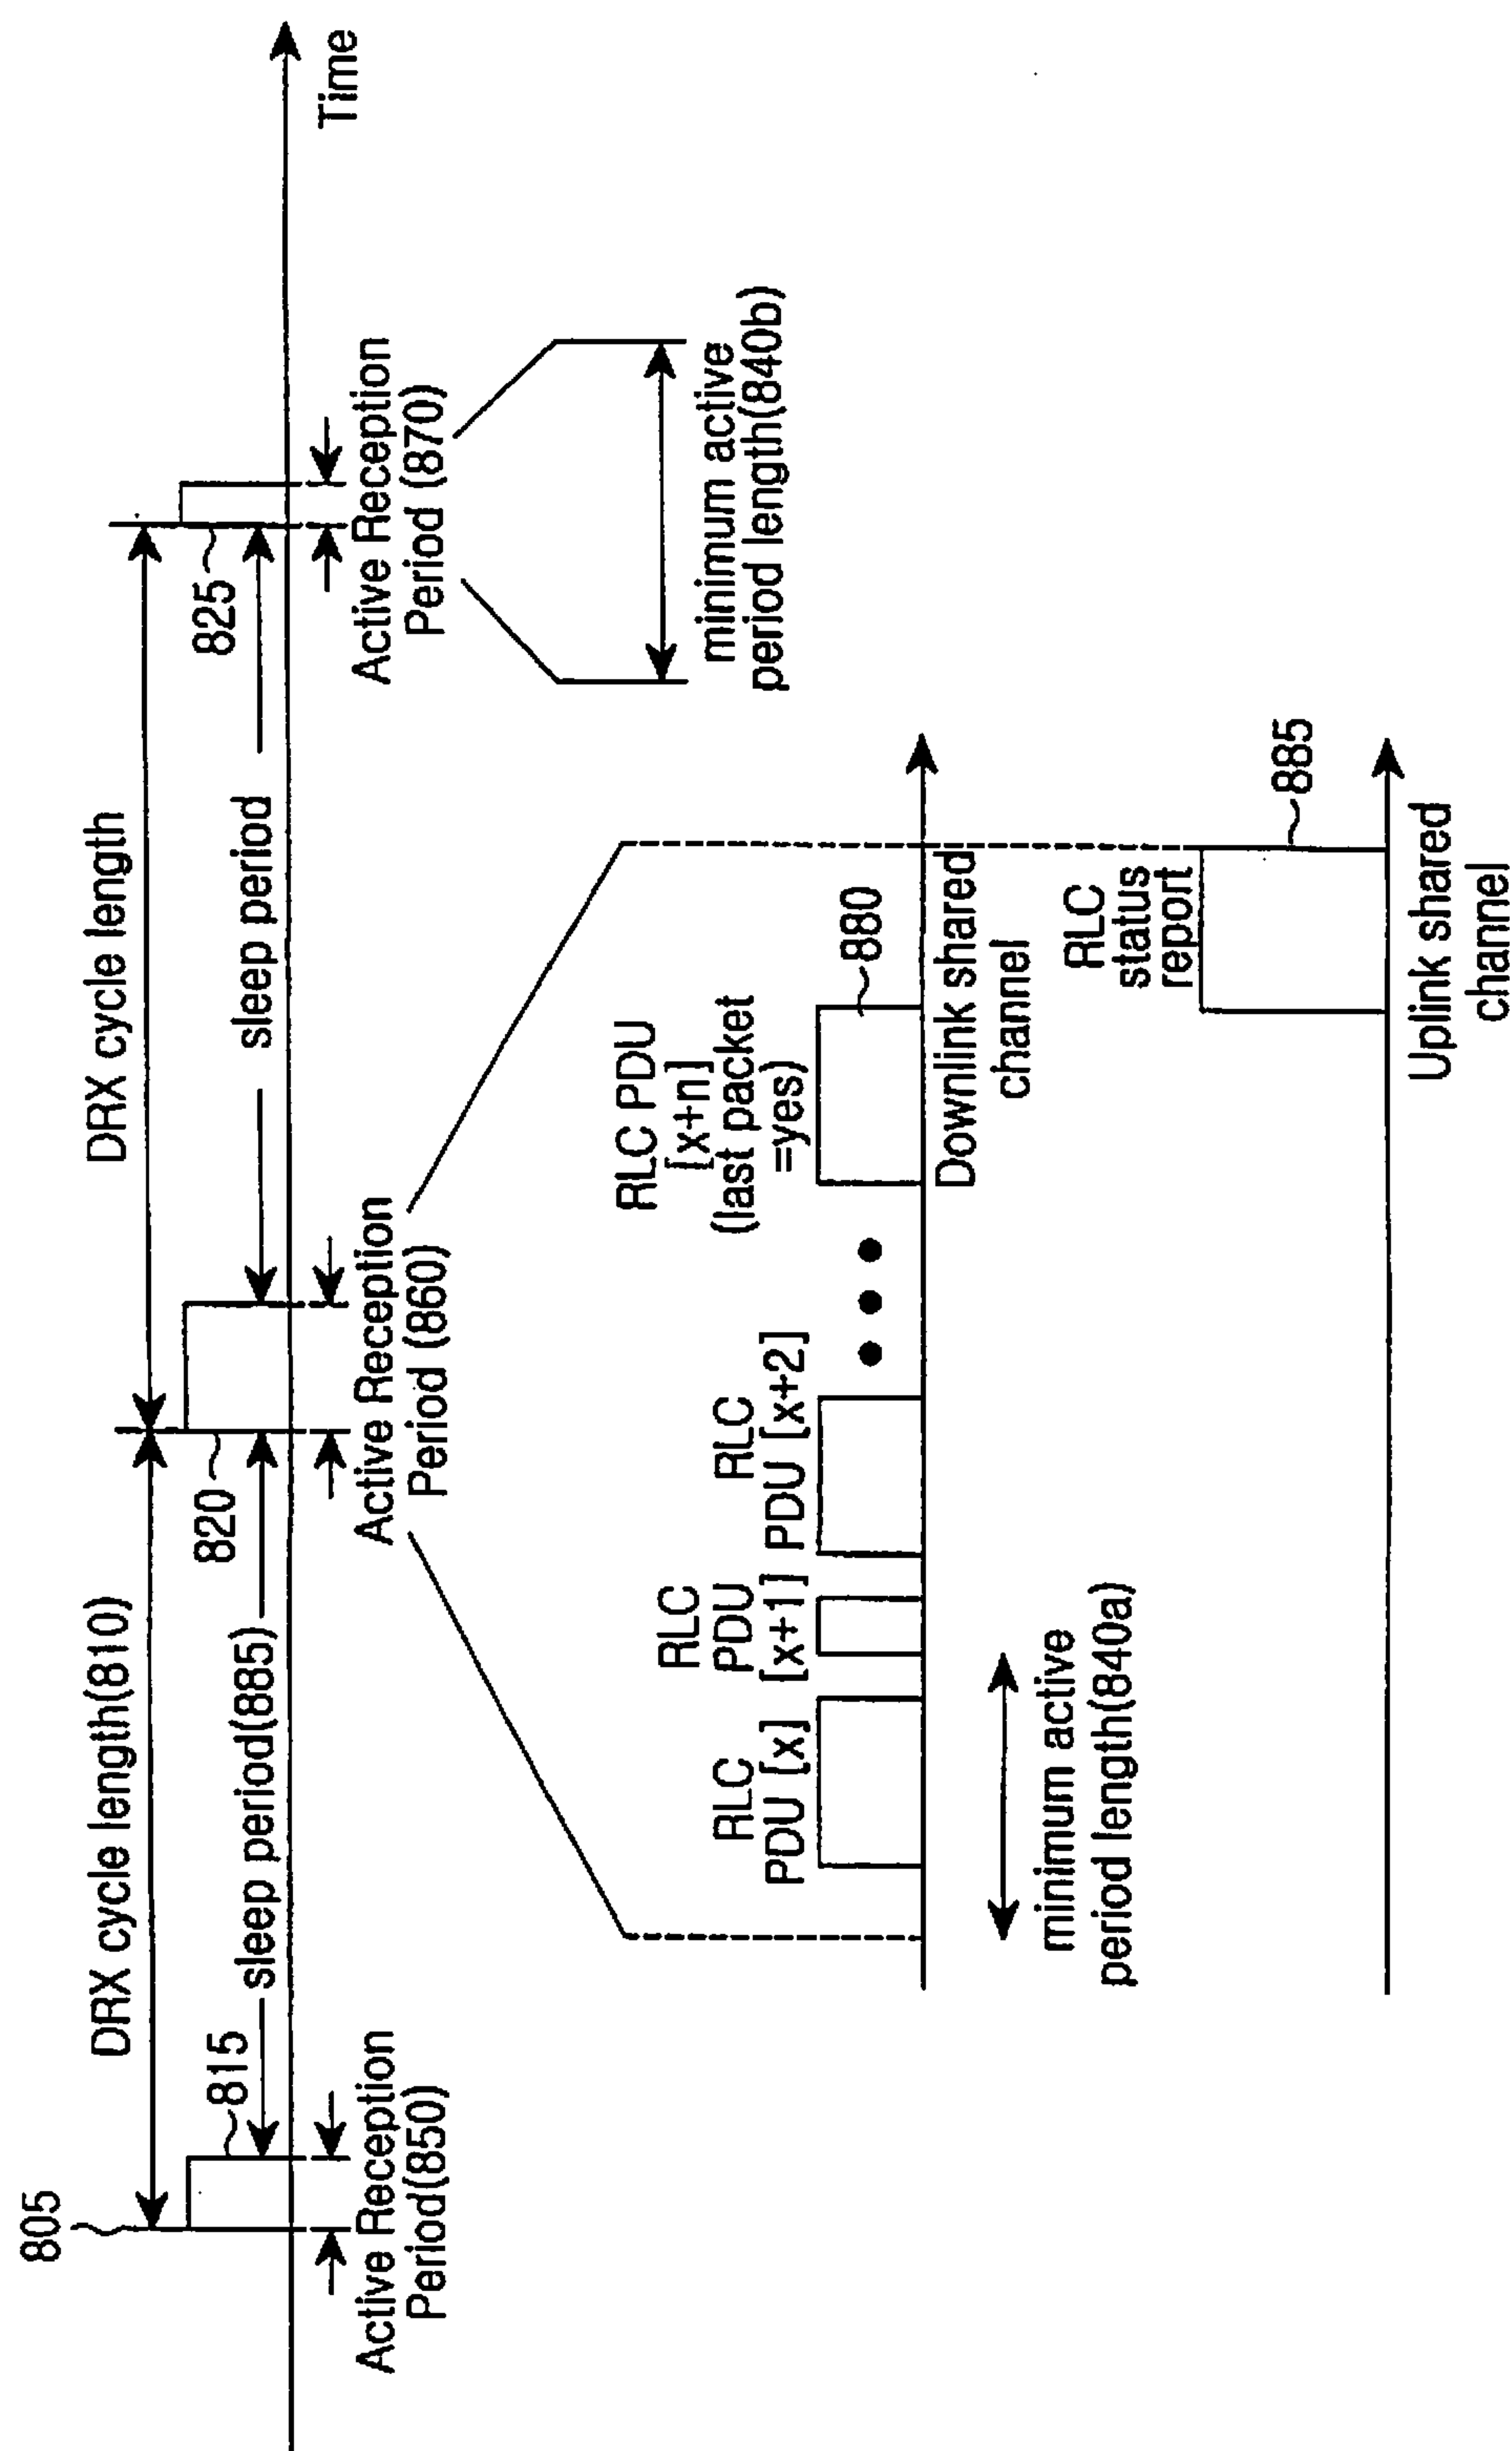 805
DRX cycle length(810)
DRX cycle length
815
sleep period(885)
820
sleep period
825
Time
Active Reception
Period(850)
Active Reception
Period (860)
Active Reception
Period (870)
minimum active
period length(840b)
RLC
PDU [x]
RLC
PDU
[x+1]
RLC
PDU [x+2]
RLC PDU
[x+n]
(last packet
=yes)
880
Downlink shared
channel
minimum active
period length(840a)
RLC
status
report
885
Uplink shared
channel